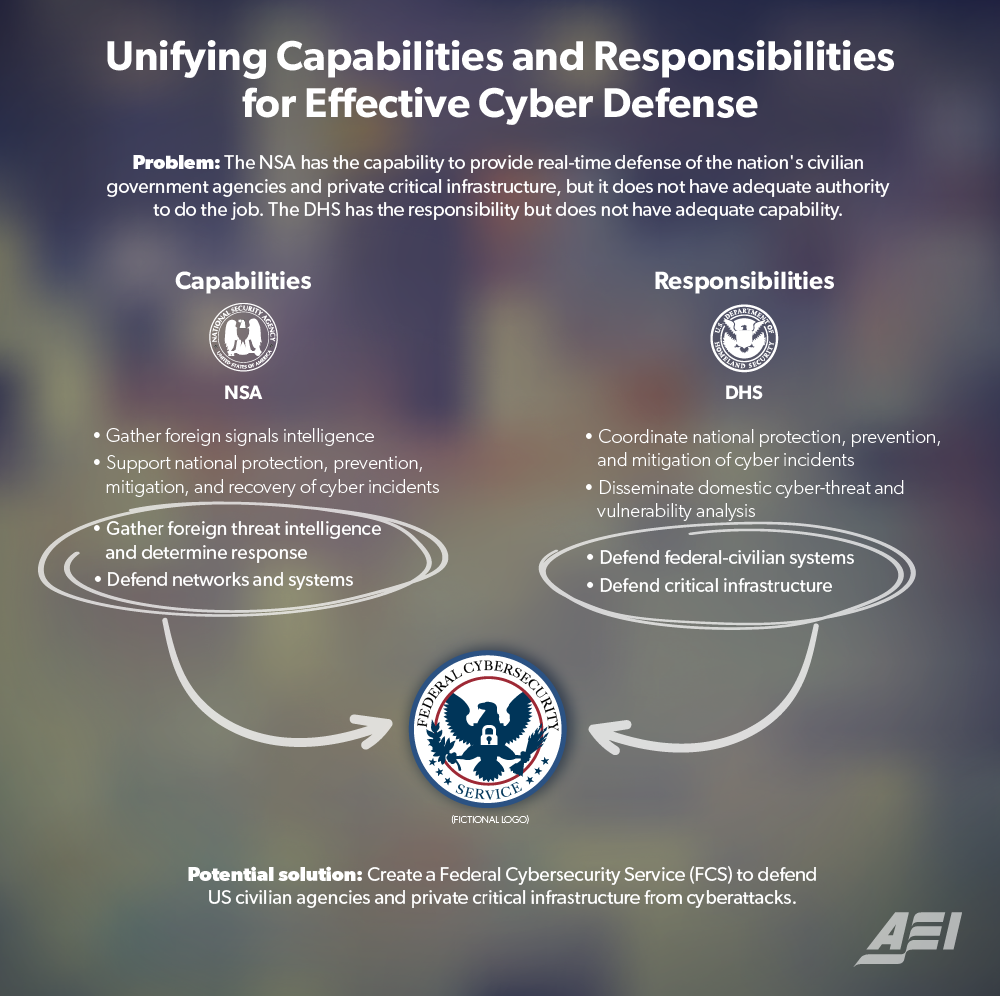 Unifying Capabilities and Responsibilities
for Effective Cyber Defense
Problem: The NSA has the capability to provide real-time defense of the nation's civilian
government agencies and private critical infrastructure, but it does not have adequate authority
to do the job. The DHS has the responsibility but does not have adequate capability.
Capabilities
NATIONAL SECURITY AGENCY
UNITED STATES OF AMERICA
NSA
• Gather foreign signals intelligence
• Support national protection, prevention,
mitigation, and recovery of cyber incidents
• Gather foreign threat intelligence
and determine response
• Defend networks and systems
Responsibilities
U.S. DEPARTMENT OF
HOMELAND SECURITY
DHS
• Coordinate national protection, prevention,
and mitigation of cyber incidents
• Disseminate domestic cyber-threat and
vulnerability analysis
• Defend federal-civilian systems
• Defend critical infrastructure
FEDERAL CYBERSECURITY
SERVICE
(FICTIONAL LOGO)
Potential solution: Create a Federal Cybersecurity Service (FCS) to defend
US civilian agencies and private critical infrastructure from cyberattacks.
AEI